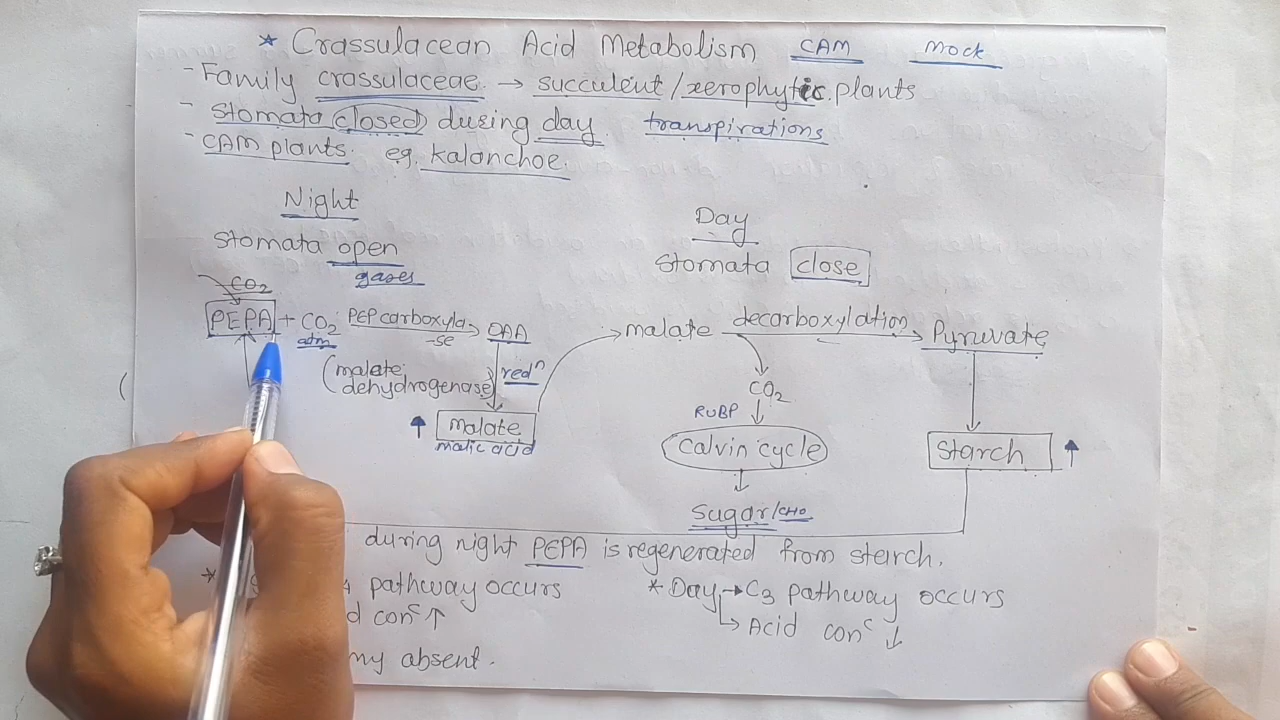 * Crassulacean Acid Metabolism CAM Mock
- Family crassulaceae → succulent/xerophytic plants
- Stomata closed during day transpirations
- CAM plants. eg. kalanchoe.
Night
Stomata open
gases
CO2
PEPA + CO2 PEP carboxyla-se → OAA
atm
(malate dehydrogenase) redn
↑ malate
malic acid
Day
Stomata close
→ malate decarboxylation → Pyruvate
CO2
RUBP
Calvin cycle
Sugar/CHO
Starch ↑
during night PEPA is regenerated from starch.
pathway occurs
conc ↑
absent.
* Day → C3 pathway occurs
→ Acid conc ↓